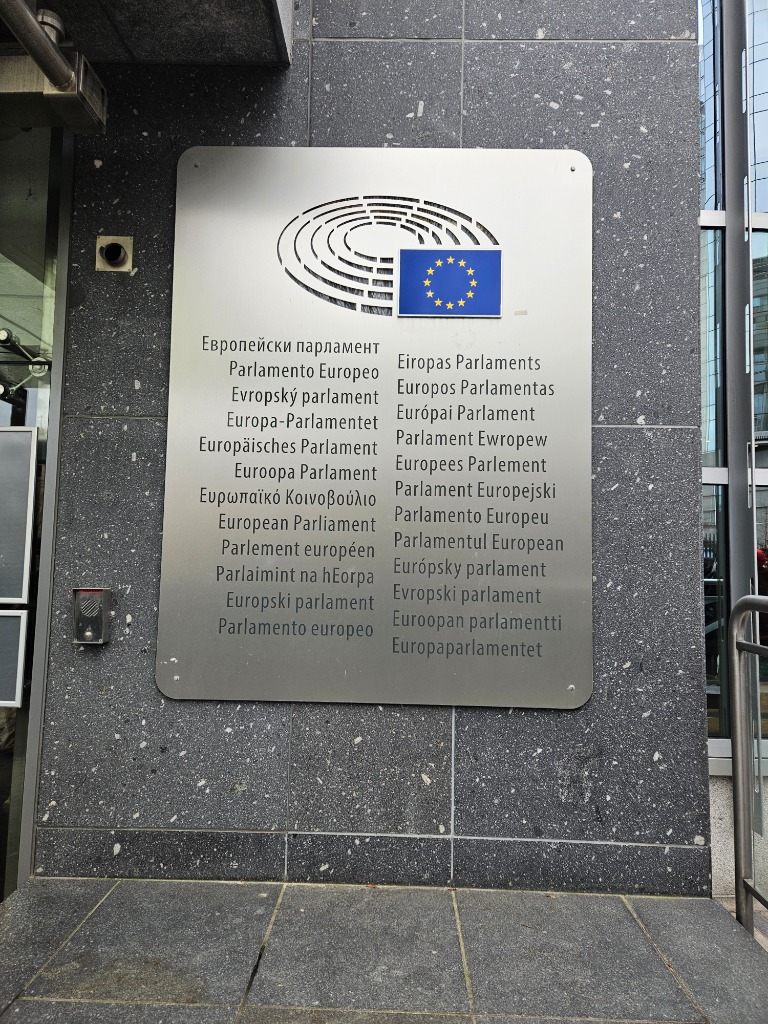 Европейски парламент
Parlamento Europeo
Evropský parlament
Europa-Parlamentet
Europäisches Parlament
Euroopa Parlament
Ευρωπαϊκό Κοινοβούλιο
European Parliament
Parlement européen
Parlaimint na hEorpa
Europski parlament
Parlamento europeo
Eiropas Parlaments
Europos Parlamentas
Európai Parlament
Parlament Ewropew
Europees Parlement
Parlament Europejski
Parlamento Europeu
Parlamentul European
Európsky parlament
Evropski parlament
Euroopan parlamentti
Europaparlamentet